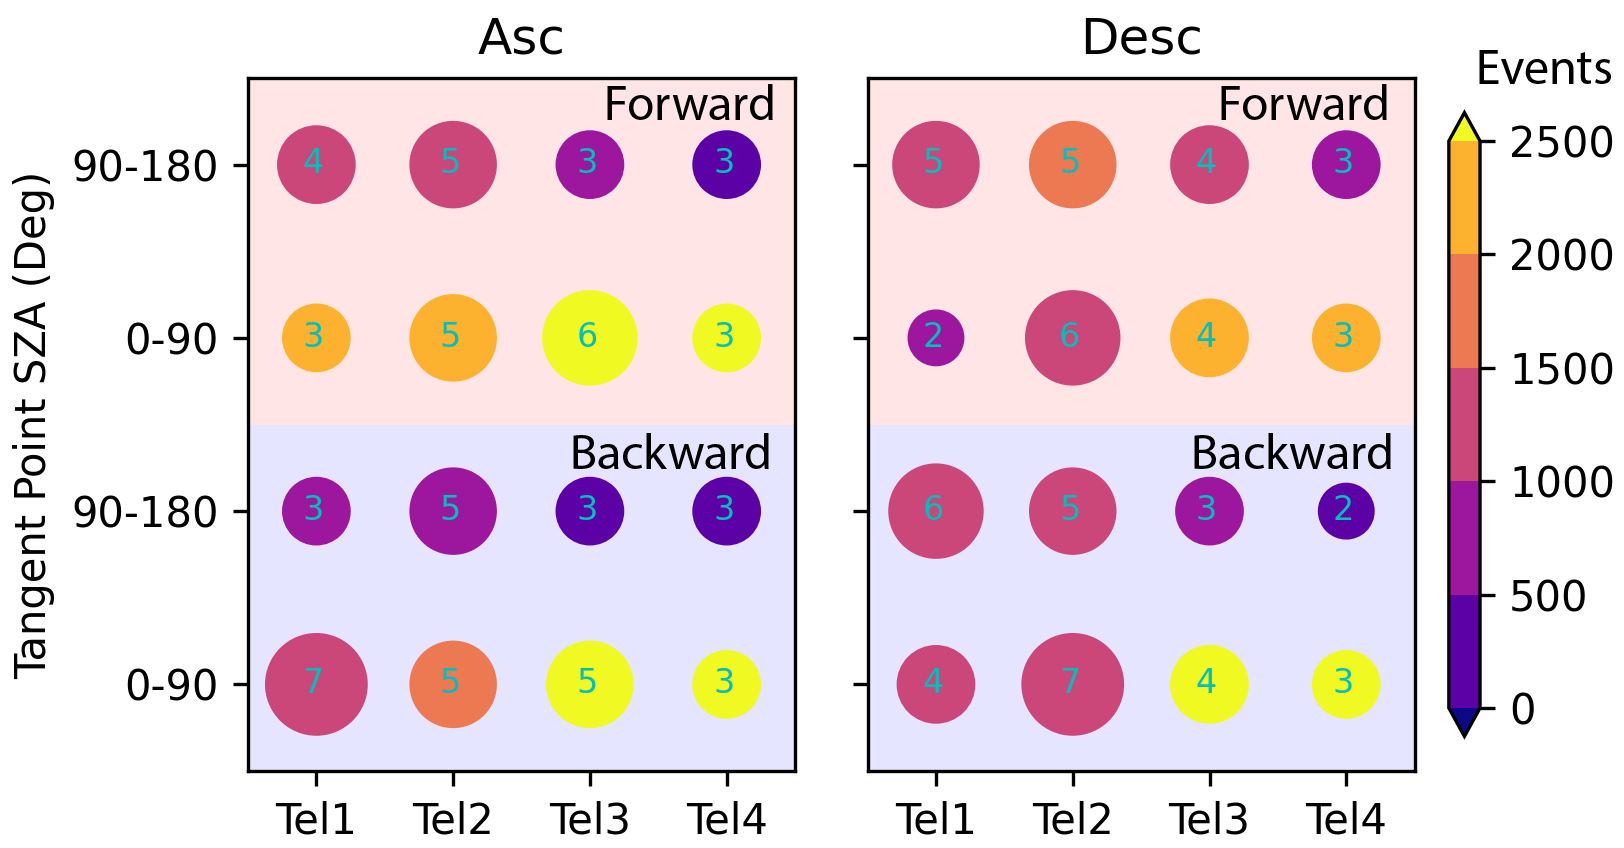 Asc
Desc
Events
Tangent Point SZA (Deg)
Forward
90-180
4 5 3 3
0-90
3 5 6 3
Backward
90-180
3 5 3 3
0-90
7 5 5 3
Tel1 Tel2 Tel3 Tel4
Forward
5 5 4 3
2 6 4 3
Backward
6 5 3 2
4 7 4 3
Tel1 Tel2 Tel3 Tel4
2500
2000
1500
1000
500
0